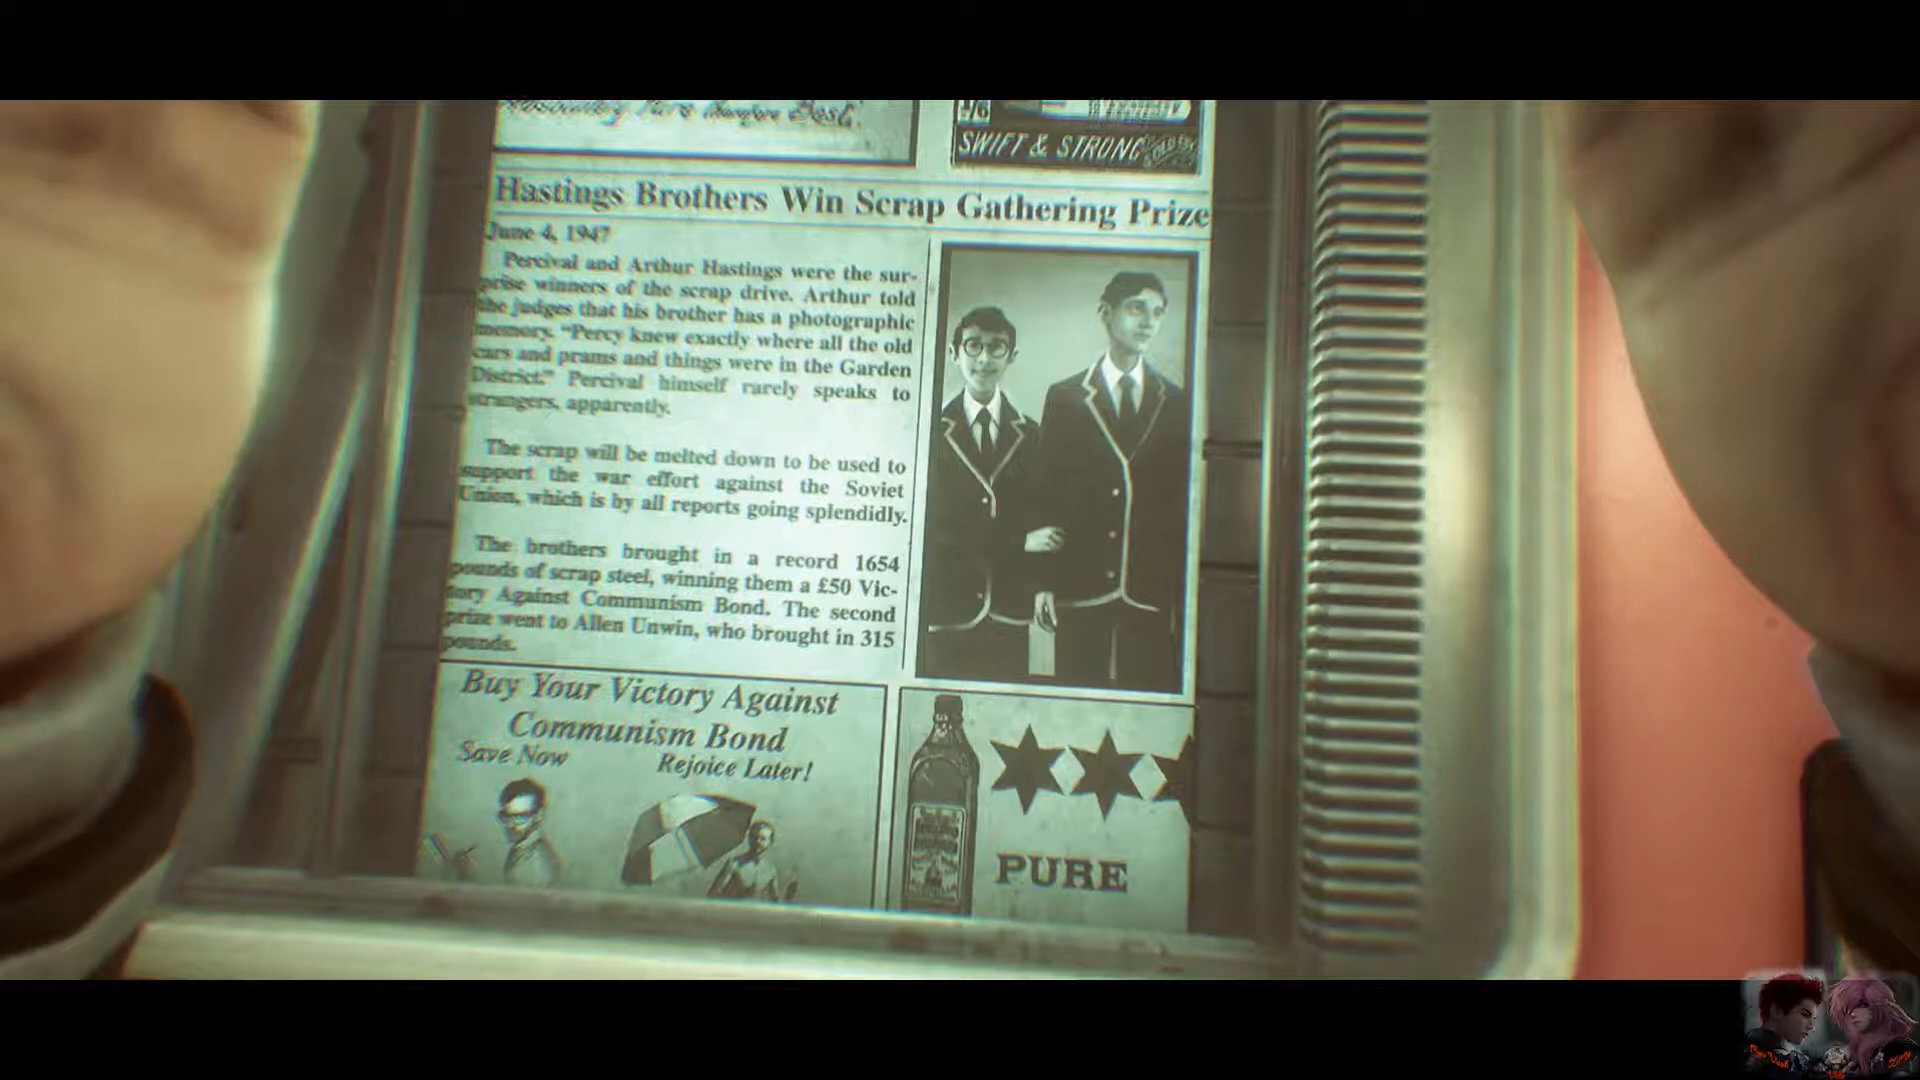 Absolutely Pure
SWIFT & STRONG
Hastings Brothers Win Scrap Gathering Prize
June 4, 1947
Percival and Arthur Hastings were the sur-
prise winners of the scrap drive. Arthur told
the judges that his brother has a photographic
memory. “Percy knew exactly where all the old
cars and prams and things were in the Garden
District.” Percival himself rarely speaks to
strangers, apparently.
The scrap will be melted down to be used to
support the war effort against the Soviet
Union, which is by all reports going splendidly.
The brothers brought in a record 1654
pounds of scrap steel, winning them a £50 Vic-
tory Against Communism Bond. The second
prize went to Allen Unwin, who brought in 315
pounds.
Buy Your Victory Against
Communism Bond
Save Now
Rejoice Later!
PURE